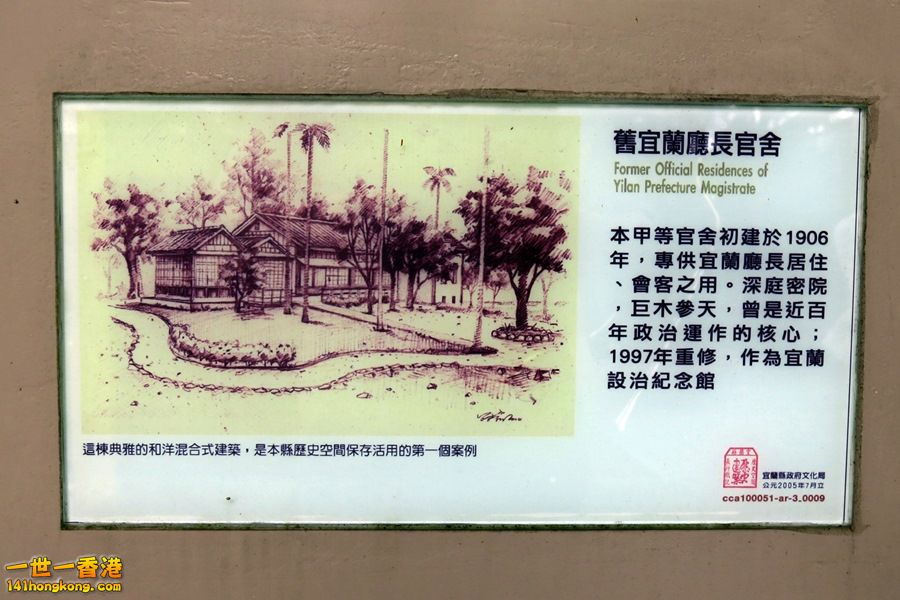 舊宜蘭廳長官舍
Former Official Residences of
Yilan Prefecture Magistrate
本甲等官舍初建於1906
年，專供宜蘭廳長居住
、會客之用。深庭密院
，巨木參天，曾是近百
年政治運作的核心；
1997年重修，作為宜蘭
設治紀念館
這棟典雅的和洋混合式建築，是本縣歷史空間保存活用的第一個案例
宜蘭縣政府文化局
公元2005年7月立
cca100051-ar-3_0009
一世一香港
141hongkong.com